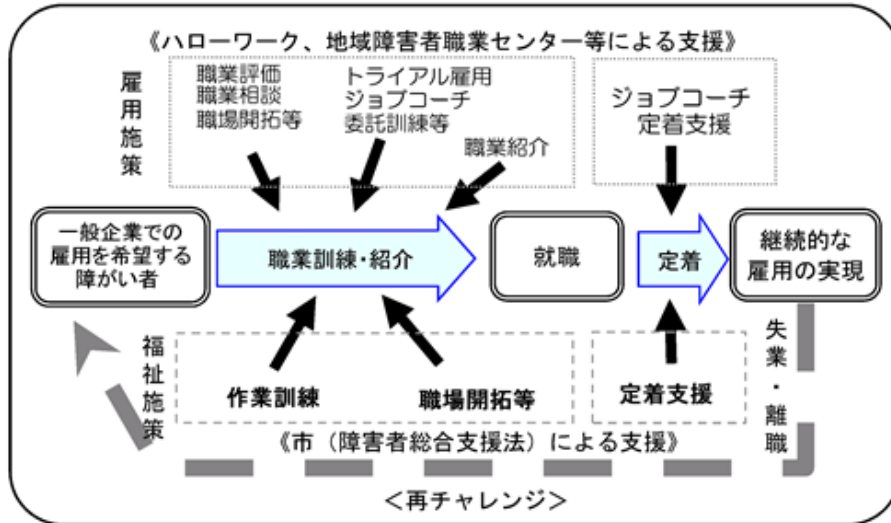 《ハローワーク、地域障害者職業センター等による支援》
雇用施策
職業評価
職業相談
職場開拓等
トライアル雇用
ジョブコーチ
委託訓練等
職業紹介
ジョブコーチ
定着支援
一般企業での
雇用を希望する
障がい者
職業訓練・紹介
就職
定着
継続的な
雇用の実現
福祉施策
作業訓練
職場開拓等
定着支援
失業・離職
《市（障害者総合支援法）による支援》
＜再チャレンジ＞